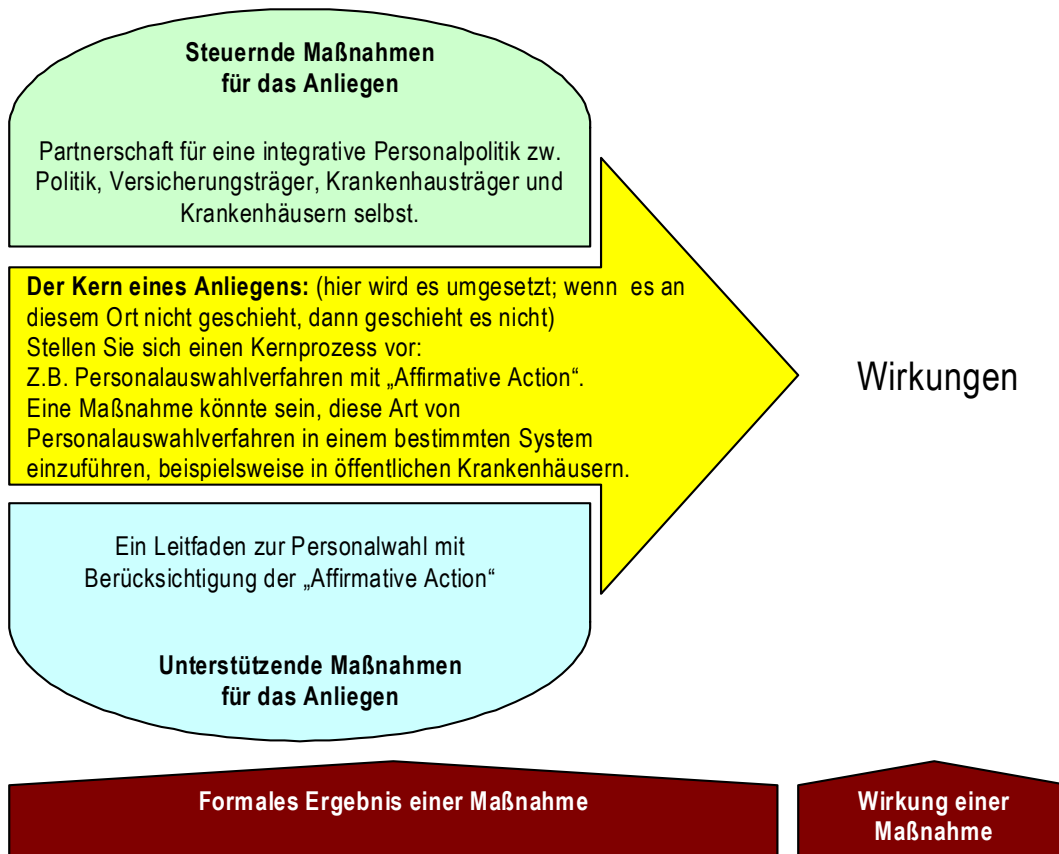 Steuernde Maßnahmen
für das Anliegen
Partnerschaft für eine integrative Personalpolitik zw.
Politik, Versicherungsträger, Krankenhausträger und
Krankenhäusern selbst.
Der Kern eines Anliegens: (hier wird es umgesetzt; wenn es an
diesem Ort nicht geschieht, dann geschieht es nicht)
Stellen Sie sich einen Kernprozess vor:
Z.B. Personalauswahlverfahren mit „Affirmative Action“.
Eine Maßnahme könnte sein, diese Art von
Personalauswahlverfahren in einem bestimmten System
einzuführen, beispielsweise in öffentlichen Krankenhäusern.
Wirkungen
Ein Leitfaden zur Personalwahl mit
Berücksichtigung der „Affirmative Action“
Unterstützende Maßnahmen
für das Anliegen
Formales Ergebnis einer Maßnahme
Wirkung einer
Maßnahme